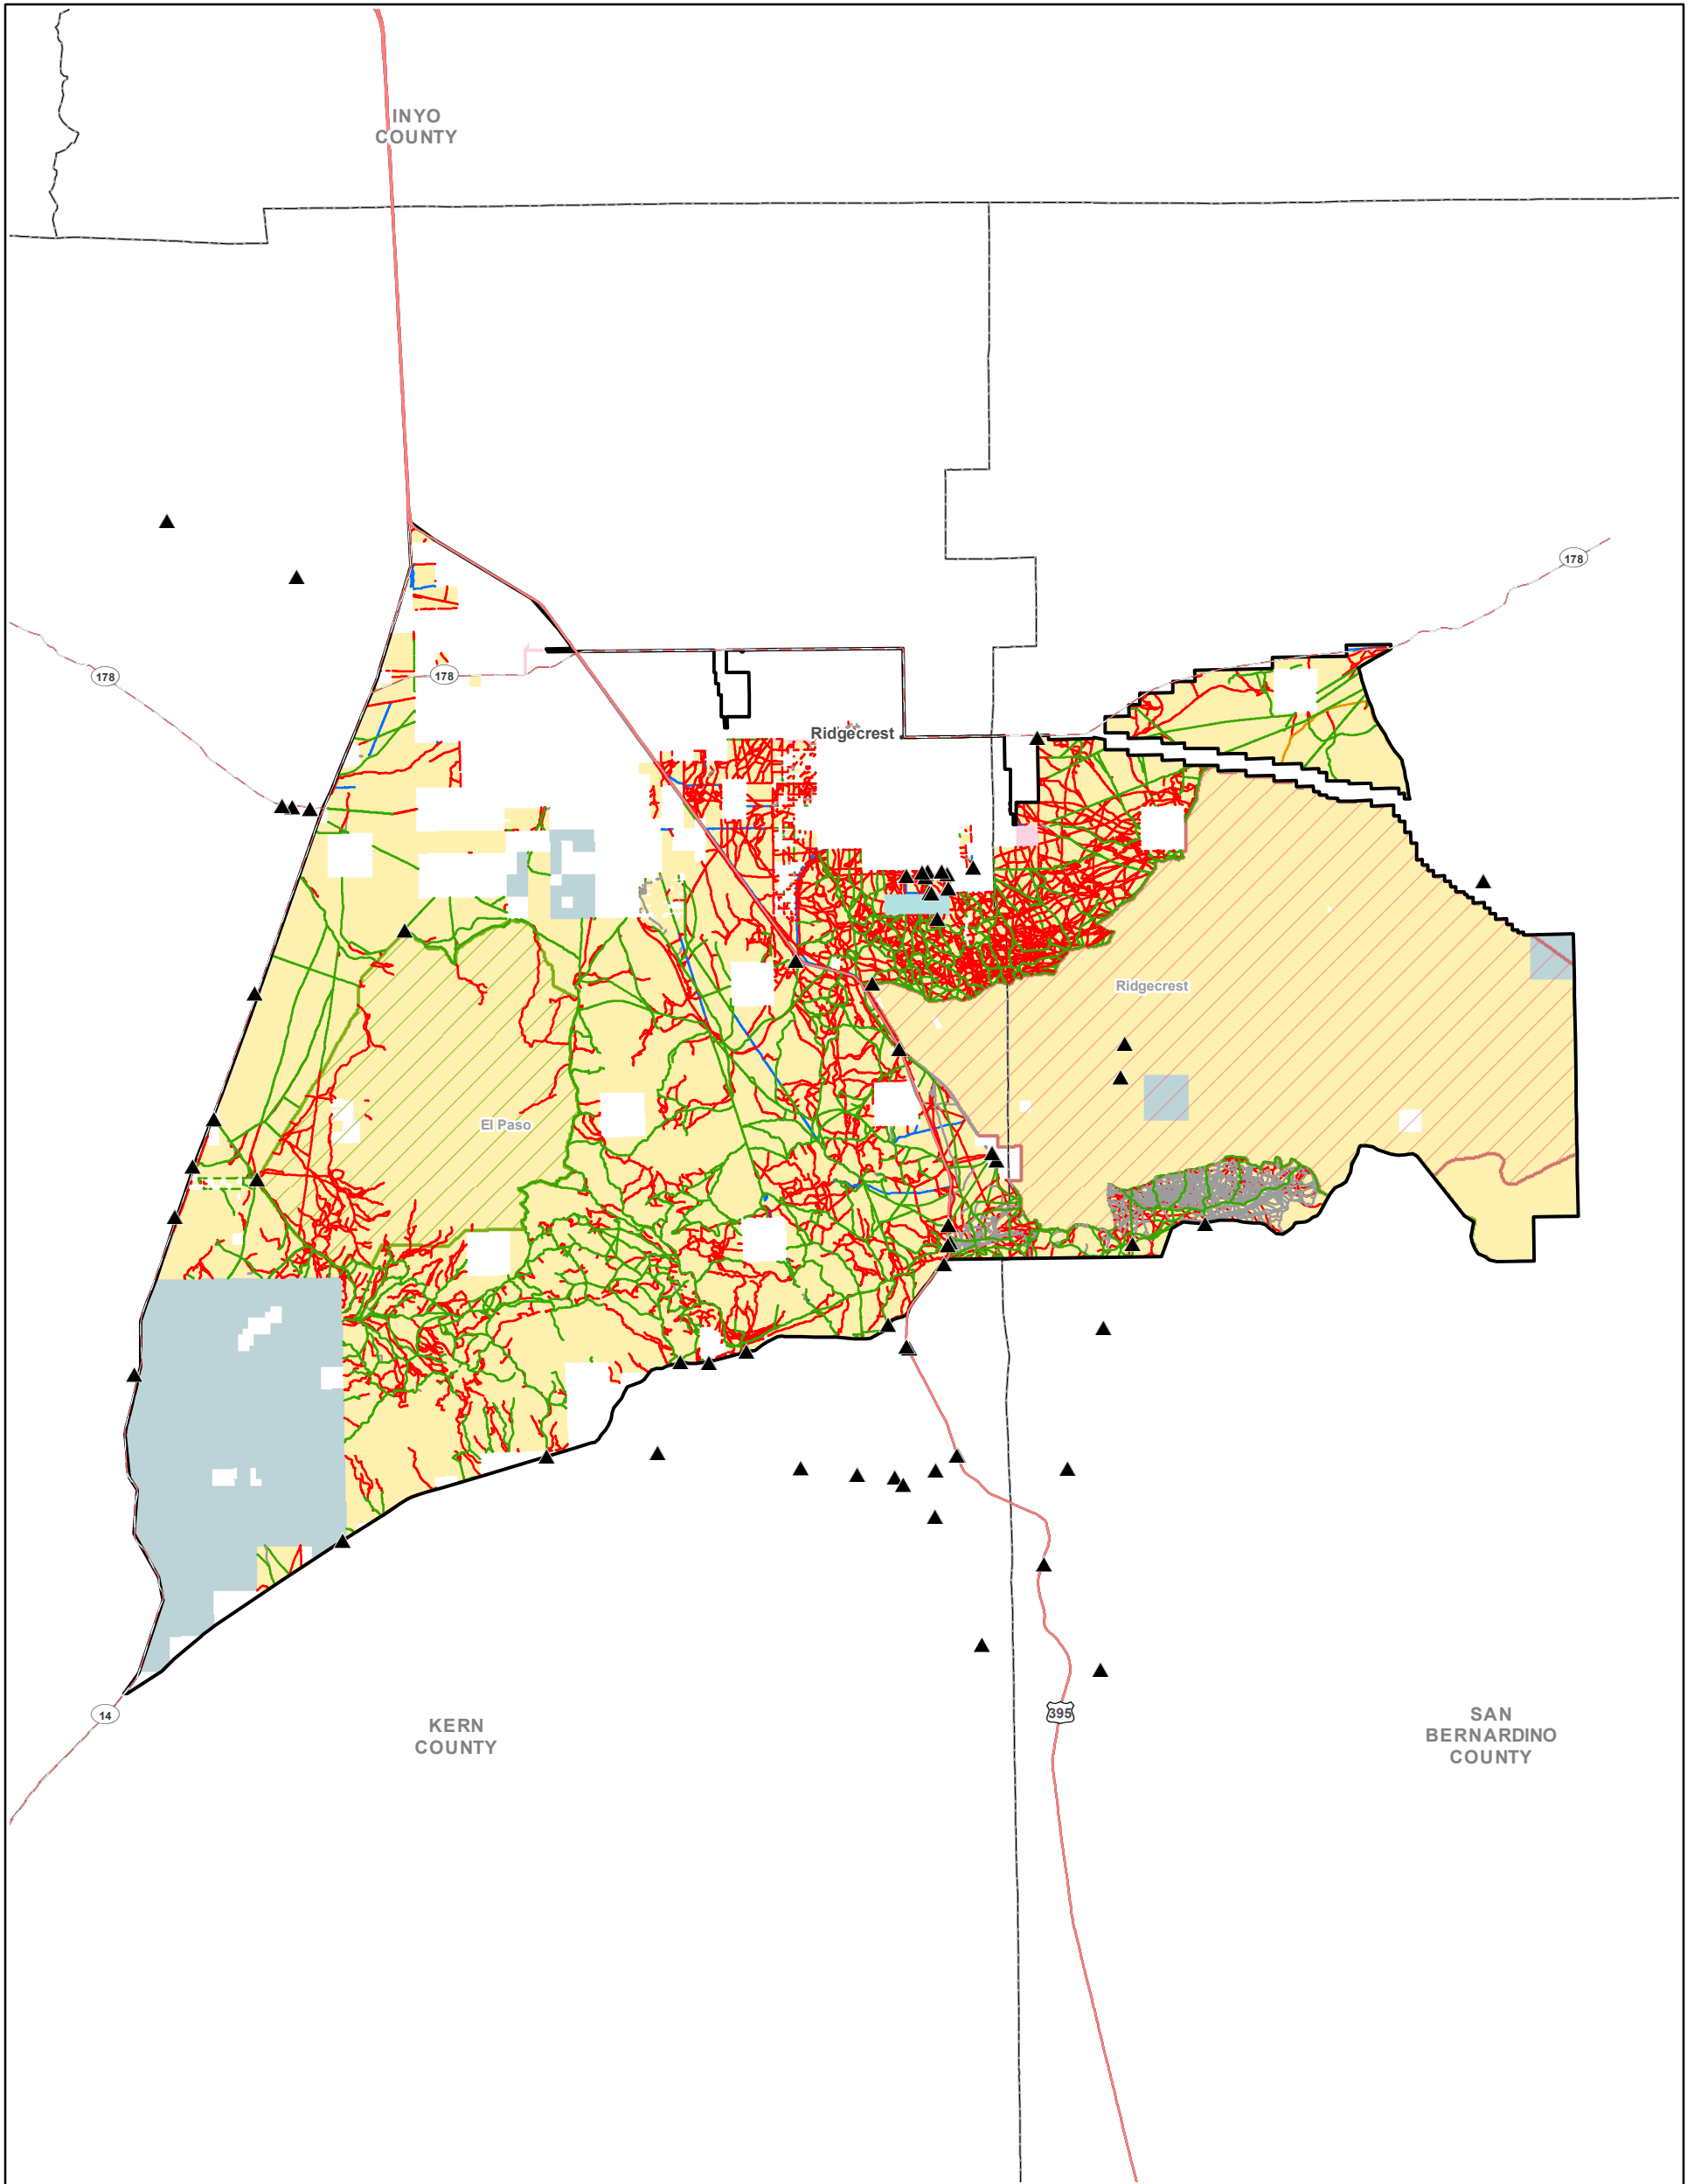 INYO
COUNTY
178
178
178
Ridgecrest
Ridgecrest
El Paso
14
395
KERN
COUNTY
SAN
BERNARDINO
COUNTY